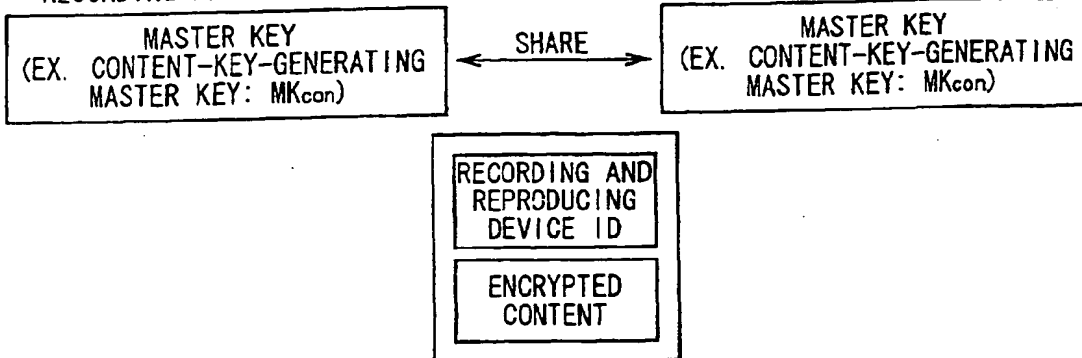 MASTER KEY
(EX. CONTENT-KEY-GENERATING
MASTER KEY: MKcon)
SHARE
MASTER KEY
(EX. CONTENT-KEY-GENERATING
MASTER KEY: MKcon)
RECORDING AND
REPRODUCING
DEVICE ID
ENCRYPTED
CONTENT